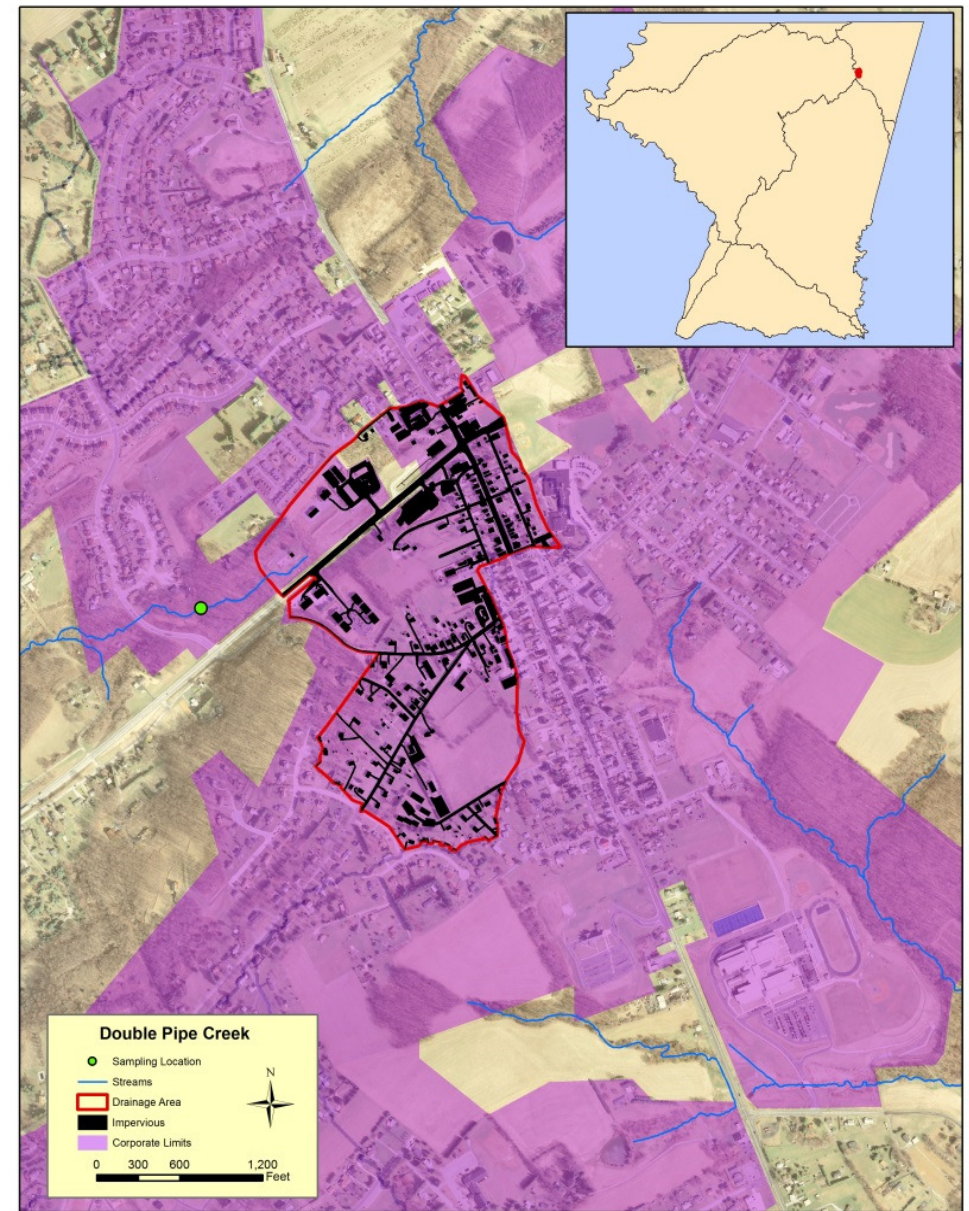 Double Pipe Creek
Sampling Location
Streams
Drainage Area
Impervious
Corporate Limits
N
0 300 600 1,200
Feet